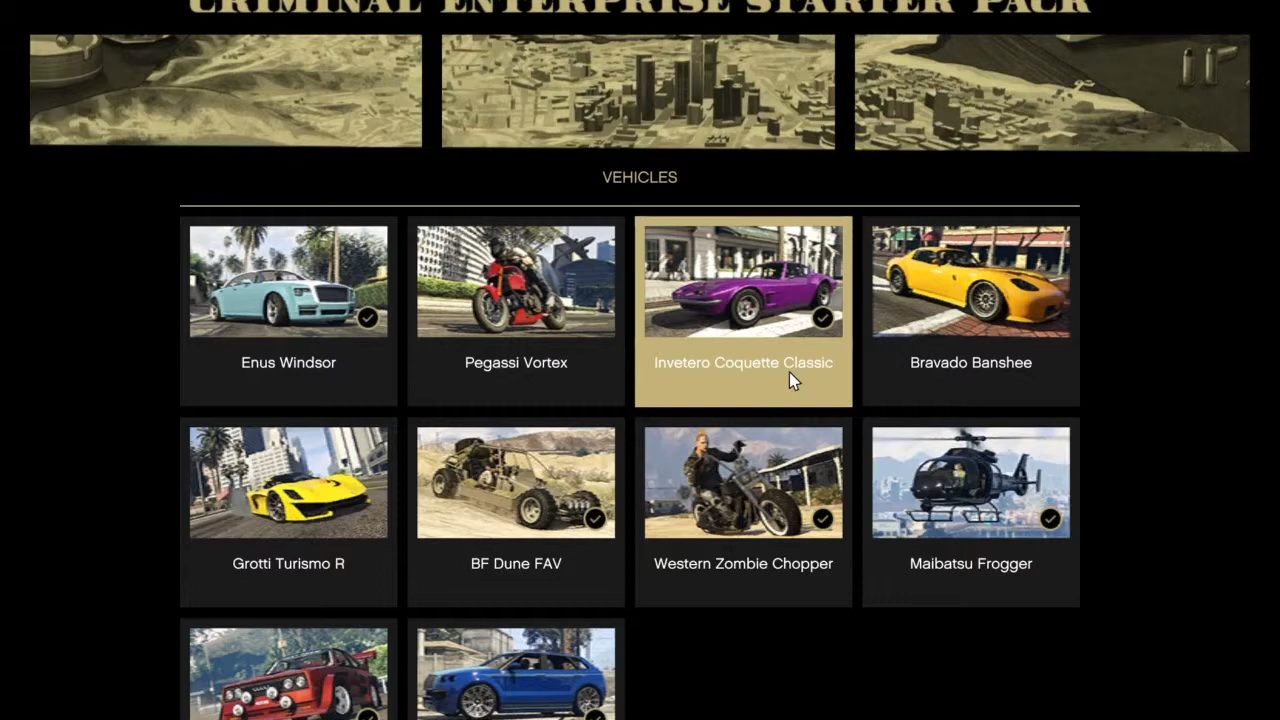 CRIMINAL ENTERPRISE STARTER PACK
VEHICLES
Enus Windsor
Pegassi Vortex
Invetero Coquette Classic
Bravado Banshee
Grotti Turismo R
BF Dune FAV
Western Zombie Chopper
Maibatsu Frogger